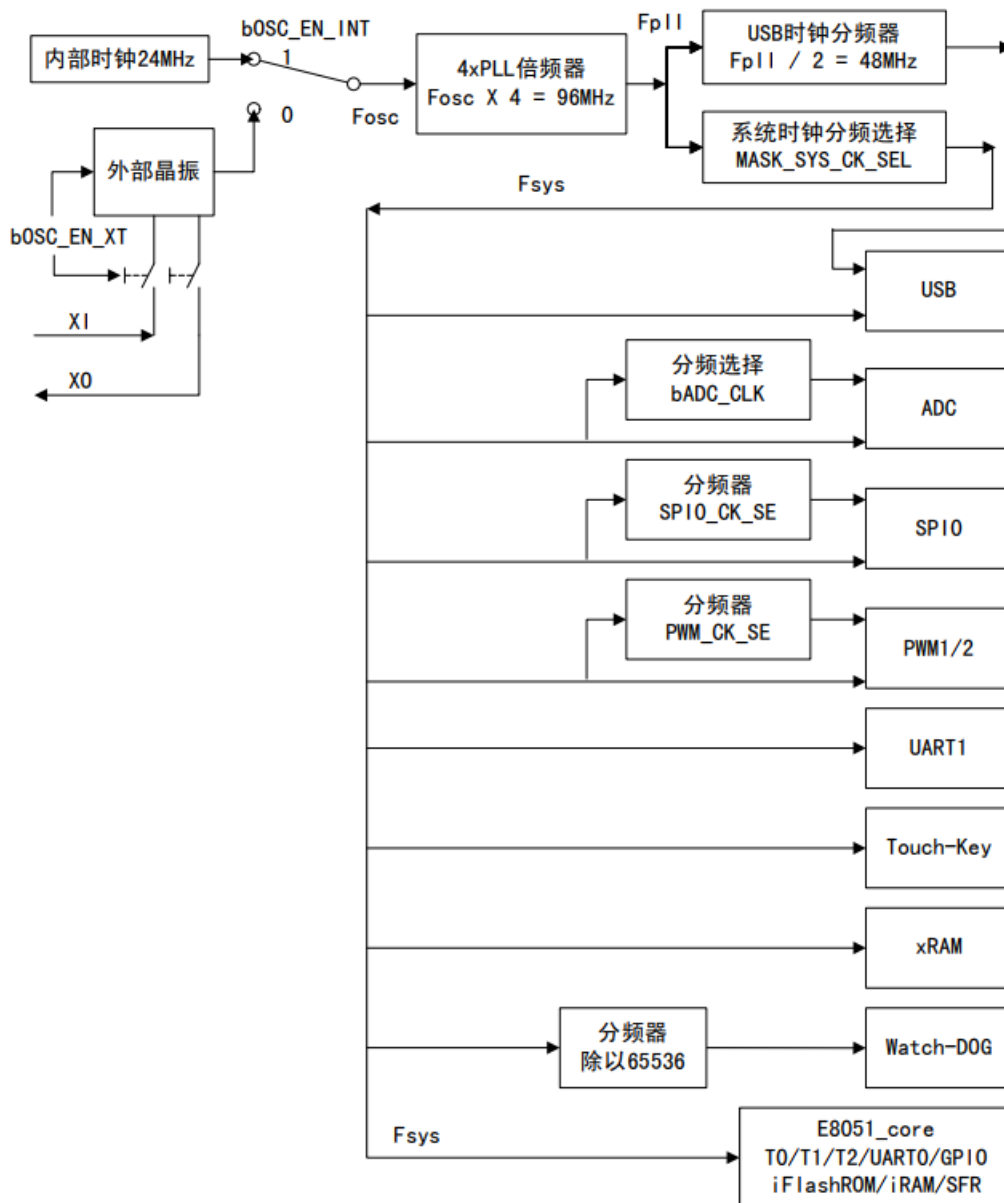 bOSC_EN_INT
内部时钟24MHz
1
0
Fosc
4xPLL倍频器
Fosc X 4 = 96MHz
Fpll
USB时钟分频器
Fpll / 2 = 48MHz
系统时钟分频选择
MASK_SYS_CK_SEL
外部晶振
bOSC_EN_XT
XI
XO
Fsys
USB
分频选择
bADC_CLK
ADC
分频器
SPI0_CK_SE
SPI0
分频器
PWM_CK_SE
PWM1/2
UART1
Touch-Key
xRAM
分频器
除以65536
Watch-DOG
Fsys
E8051_core
T0/T1/T2/UART0/GPIO
iFlashROM/iRAM/SFR